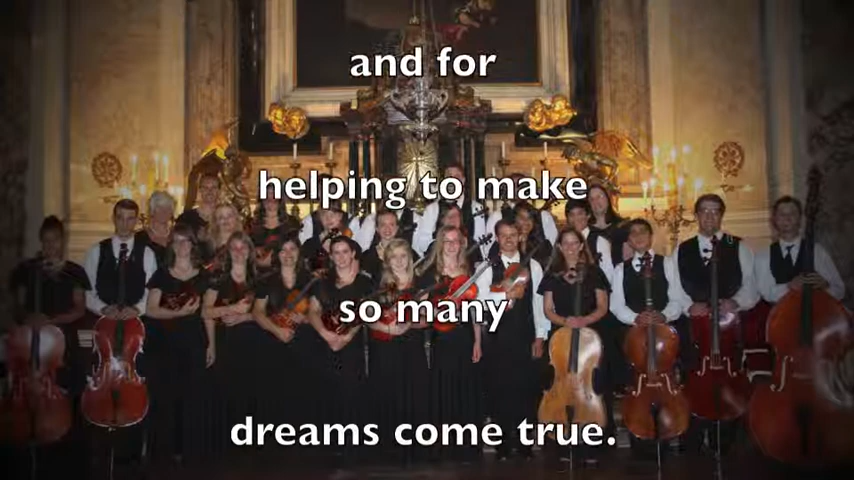 and for
helping to make
so many
dreams come true.